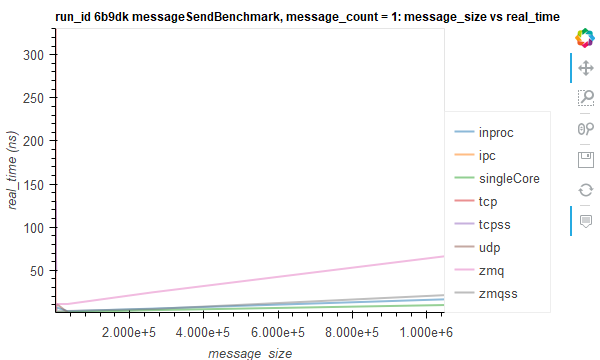 run_id 6b9dk messageSendBenchmark, message_count = 1: message_size vs real_time
real_time (ns)
300
250
200
150
100
50
2.000e+5
4.000e+5
6.000e+5
8.000e+5
1.000e+6
message_size
inproc
ipc
singleCore
tcp
tcpss
udp
zmq
zmqss